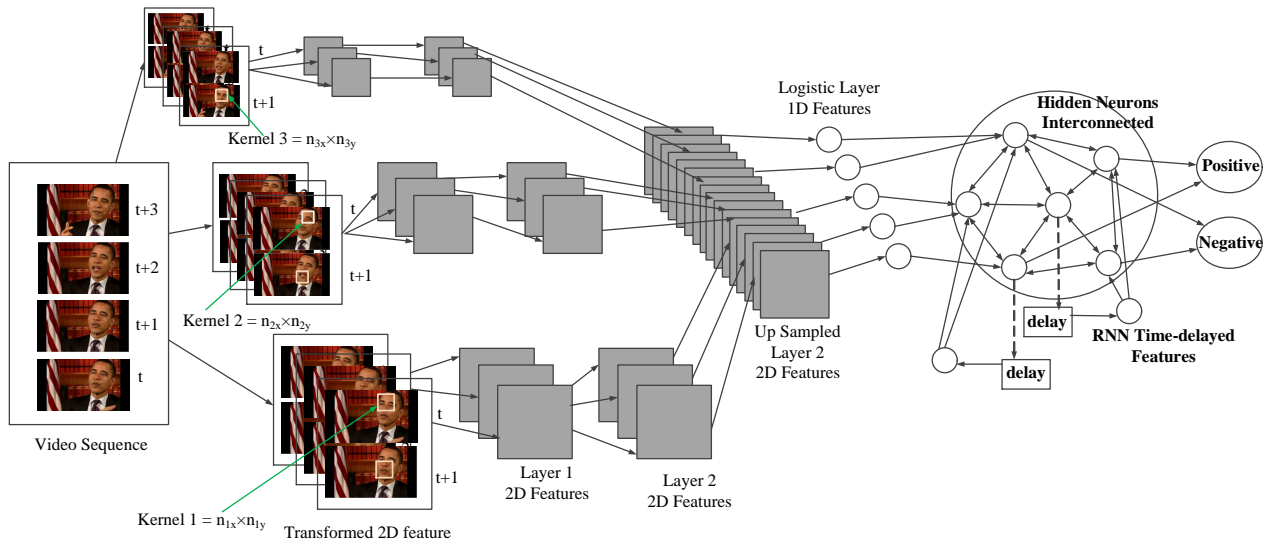 t
t+1
Kernel 3 = n3x×n3y
Logistic Layer
1D Features
Hidden Neurons
Interconnected
Positive
Negative
t+3
t+2
t+1
t
Video Sequence
t
t+1
Kernel 2 = n2x×n2y
t
t+1
Kernel 1 = n1x×n1y
Transformed 2D feature
Layer 1
2D Features
Layer 2
2D Features
Up Sampled
Layer 2
2D Features
delay
delay
RNN Time-delayed
Features